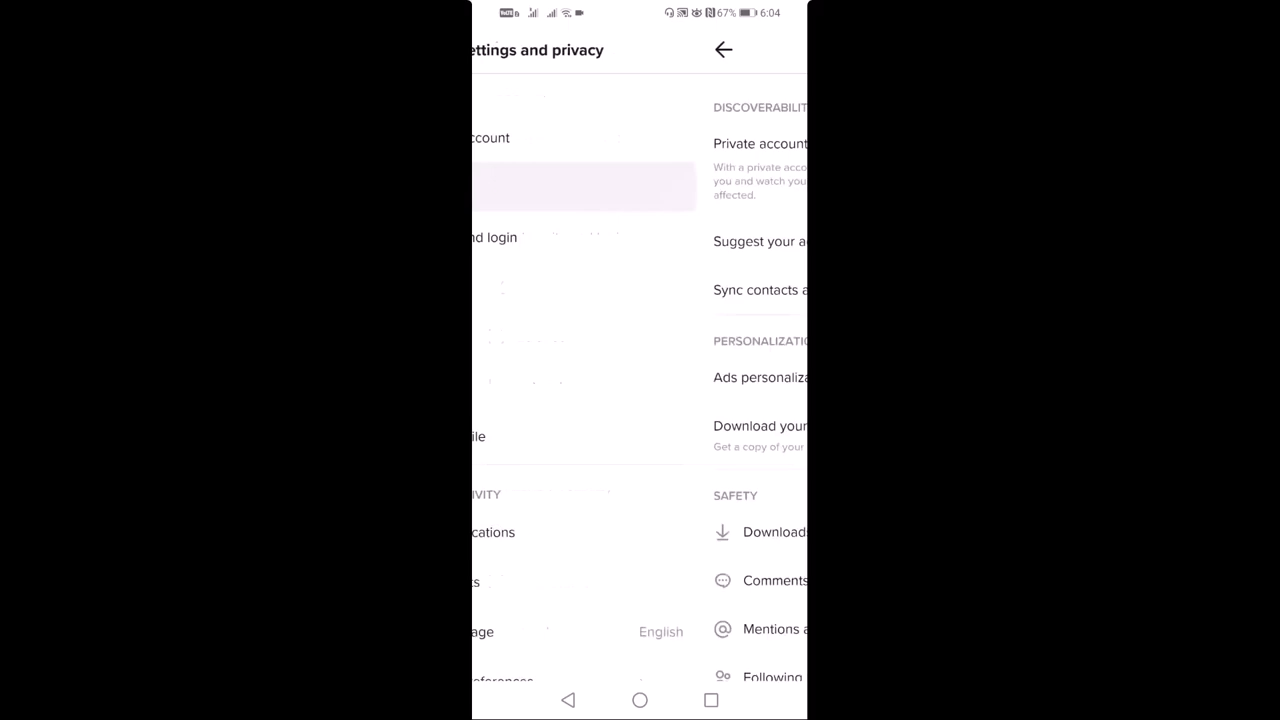 67% 6:04
ettings and privacy
ccount
nd login
ile
IVITY
cations
ts
age English
eferences
DISCOVERABILIT
Private account
With a private acco
you and watch you
affected.
Suggest your a
Sync contacts a
PERSONALIZATIO
Ads personaliza
Download your
Get a copy of your
SAFETY
Downloads
Comments
Mentions a
Following